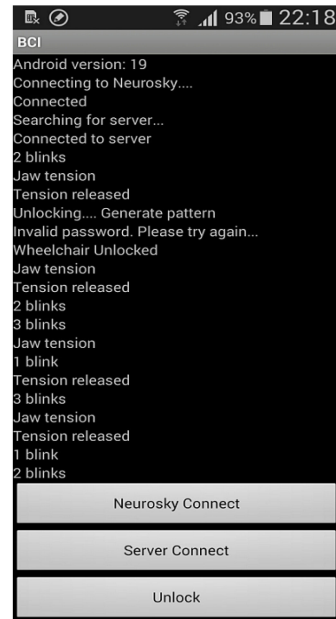 93% 22:18
BCI
Android version: 19
Connecting to Neurosky....
Connected
Searching for server...
Connected to server
2 blinks
Jaw tension
Tension released
Unlocking.... Generate pattern
Invalid password. Please try again...
Wheelchair Unlocked
Jaw tension
Tension released
2 blinks
3 blinks
Jaw tension
1 blink
Tension released
3 blinks
Jaw tension
Tension released
1 blink
2 blinks
Neurosky Connect
Server Connect
Unlock